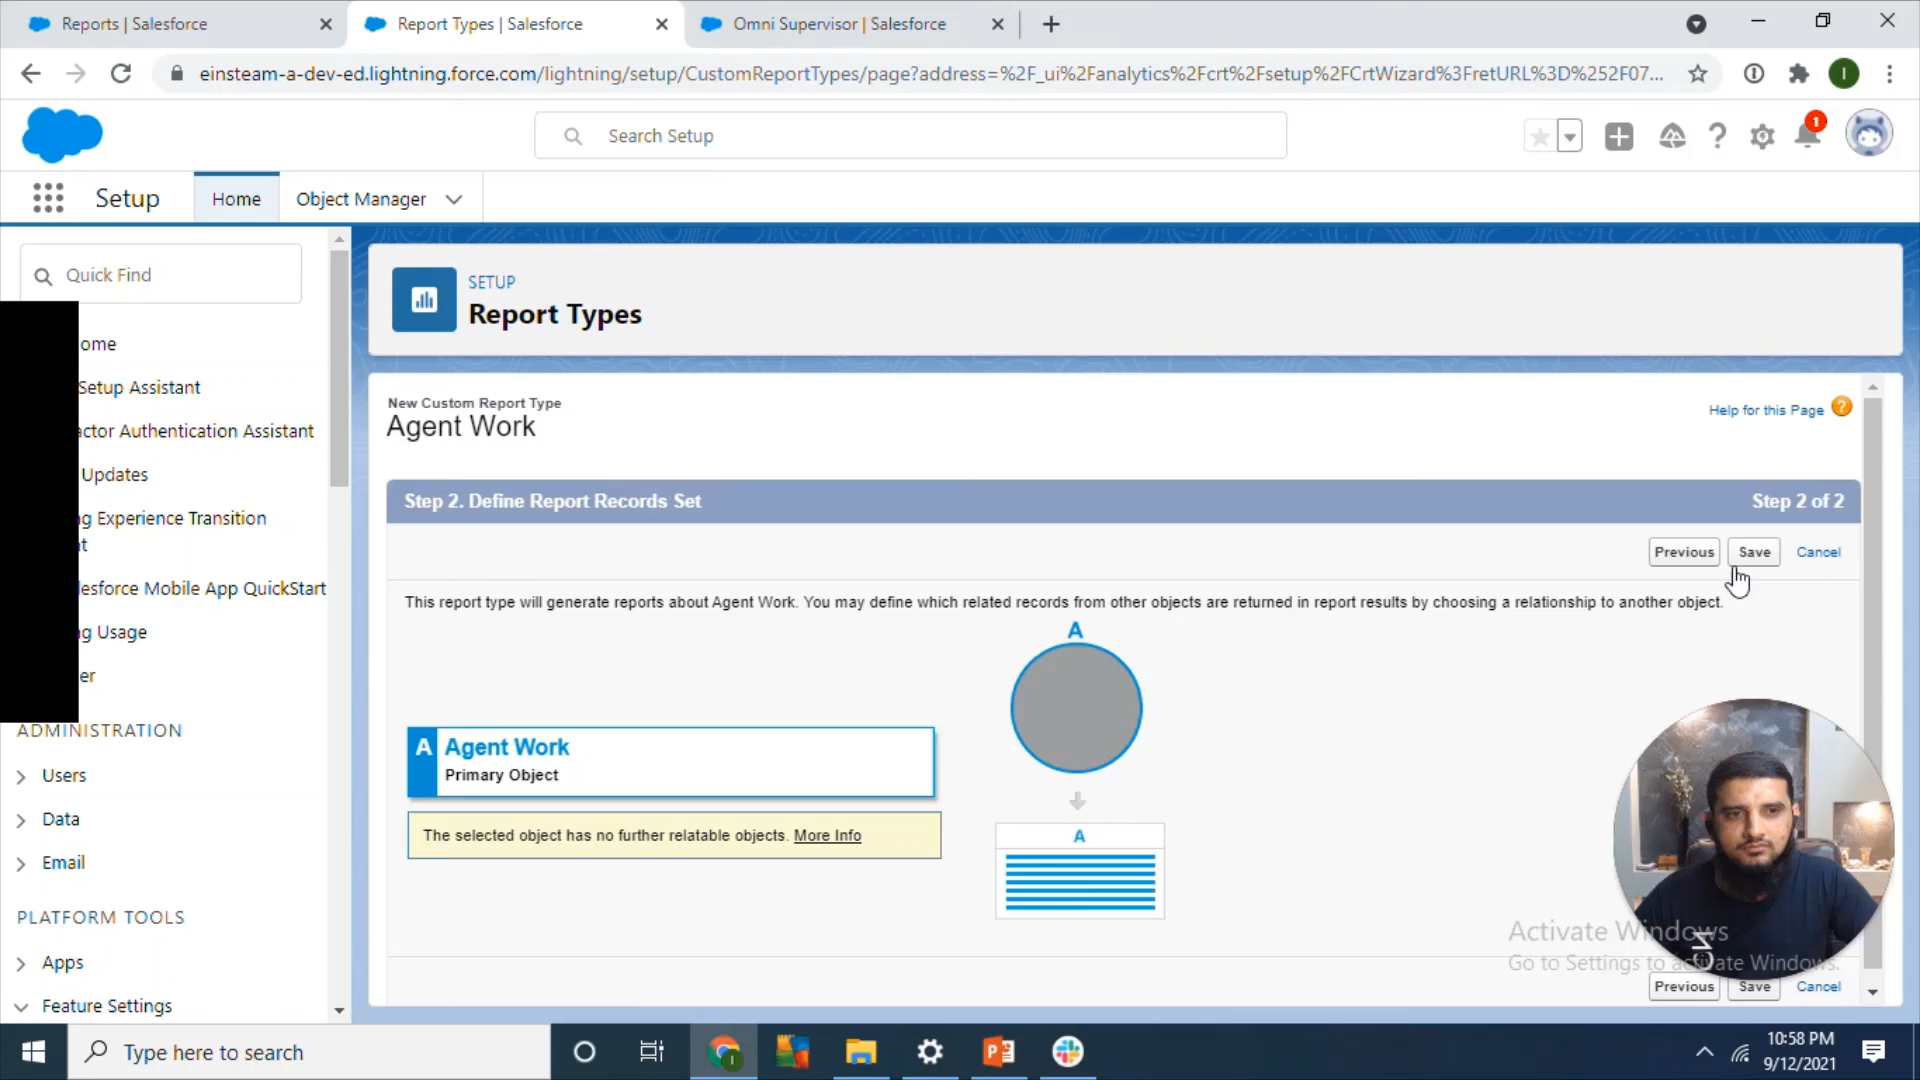 Reports | Salesforce
Report Types | Salesforce
Omni Supervisor | Salesforce
einsteam-a-dev-ed.lightning.force.com/lightning/setup/CustomReportTypes/page?address=%2F_ui%2Fanalytics%2Fcrt%2Fsetup%2FCrtWizard%3FretURL%3D%252F07...
I
Search Setup
1
Setup
Home
Object Manager
Quick Find
ome
Setup Assistant
actor Authentication Assistant
Updates
g Experience Transition
t
lesforce Mobile App QuickStart
g Usage
er
ADMINISTRATION
Users
Data
Email
PLATFORM TOOLS
Apps
Feature Settings
SETUP
Report Types
New Custom Report Type
Agent Work
Help for this Page
Step 2. Define Report Records Set
Step 2 of 2
Previous
Save
Cancel
This report type will generate reports about Agent Work. You may define which related records from other objects are returned in report results by choosing a relationship to another object.
A
A Agent Work
Primary Object
The selected object has no further relatable objects. More Info
A
Activate Windows
Go to Settings to activate Windows.
Previous
Save
Cancel
Type here to search
10:58 PM
9/12/2021